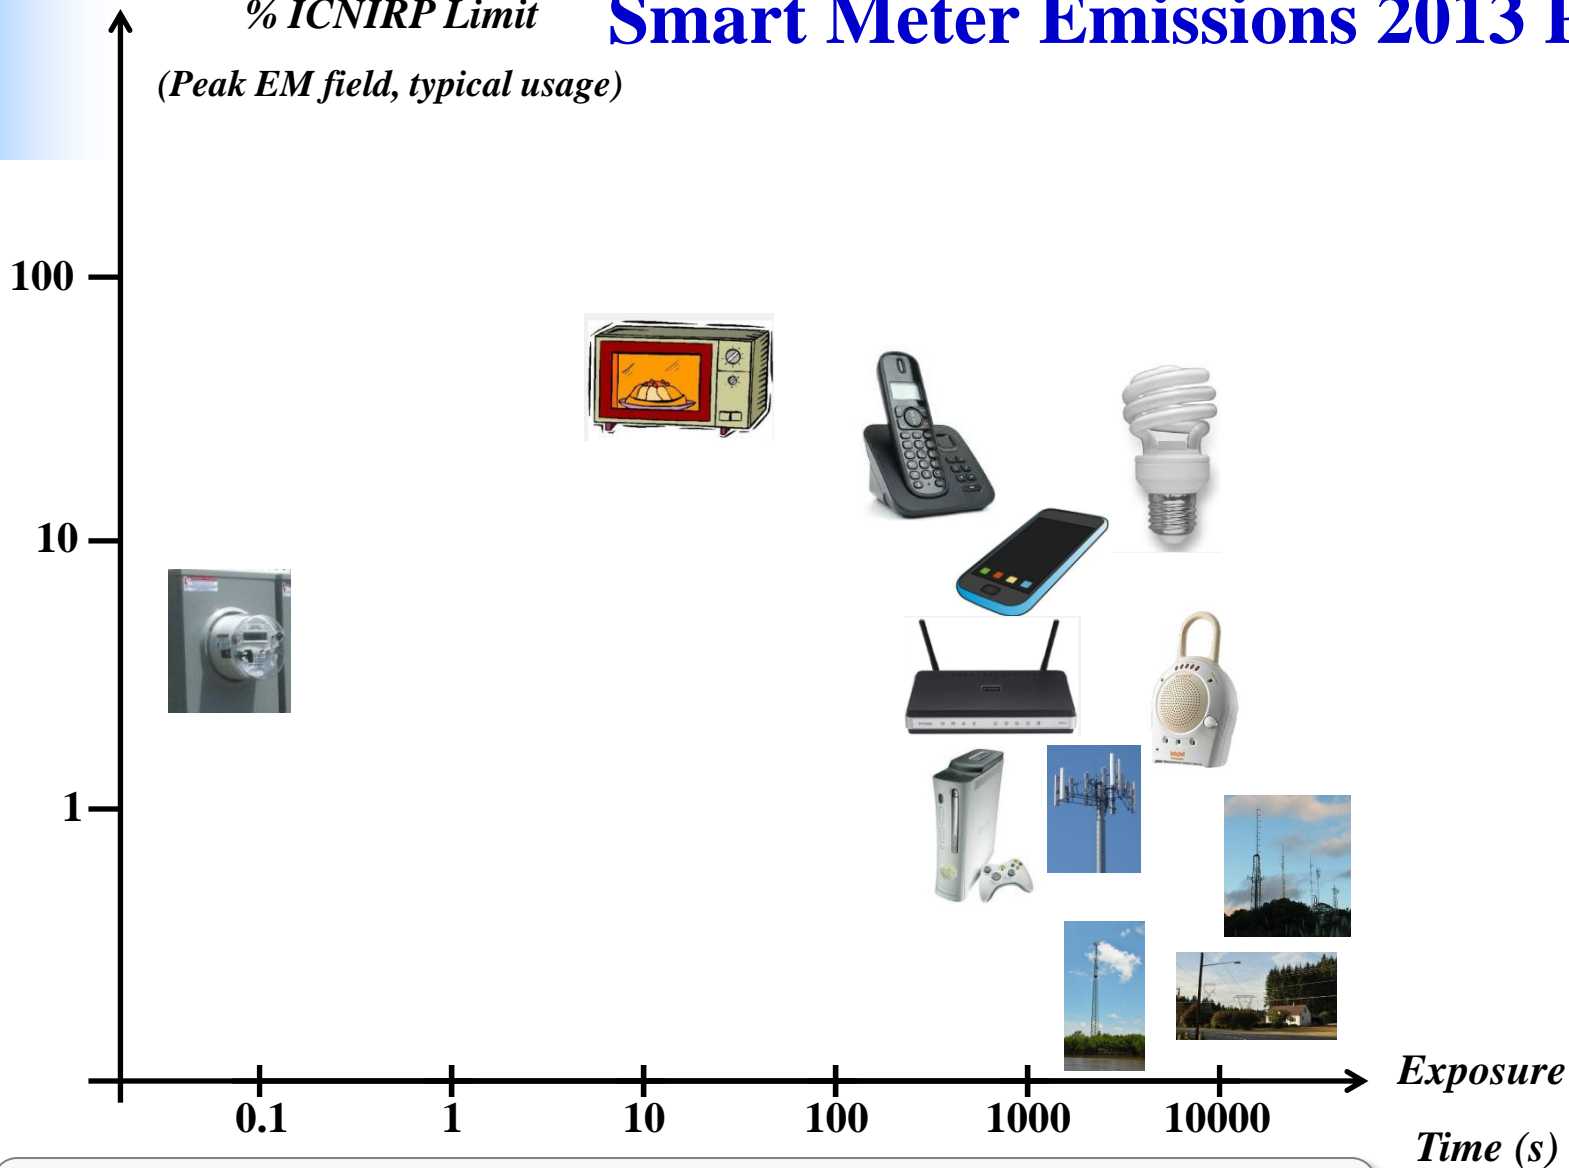 % ICNIRP Limit
Smart Meter Emissions 2013
(Peak EM field, typical usage)
100
10
1
0.1
1
10
100
1000
10000
Exposure
Time (s)